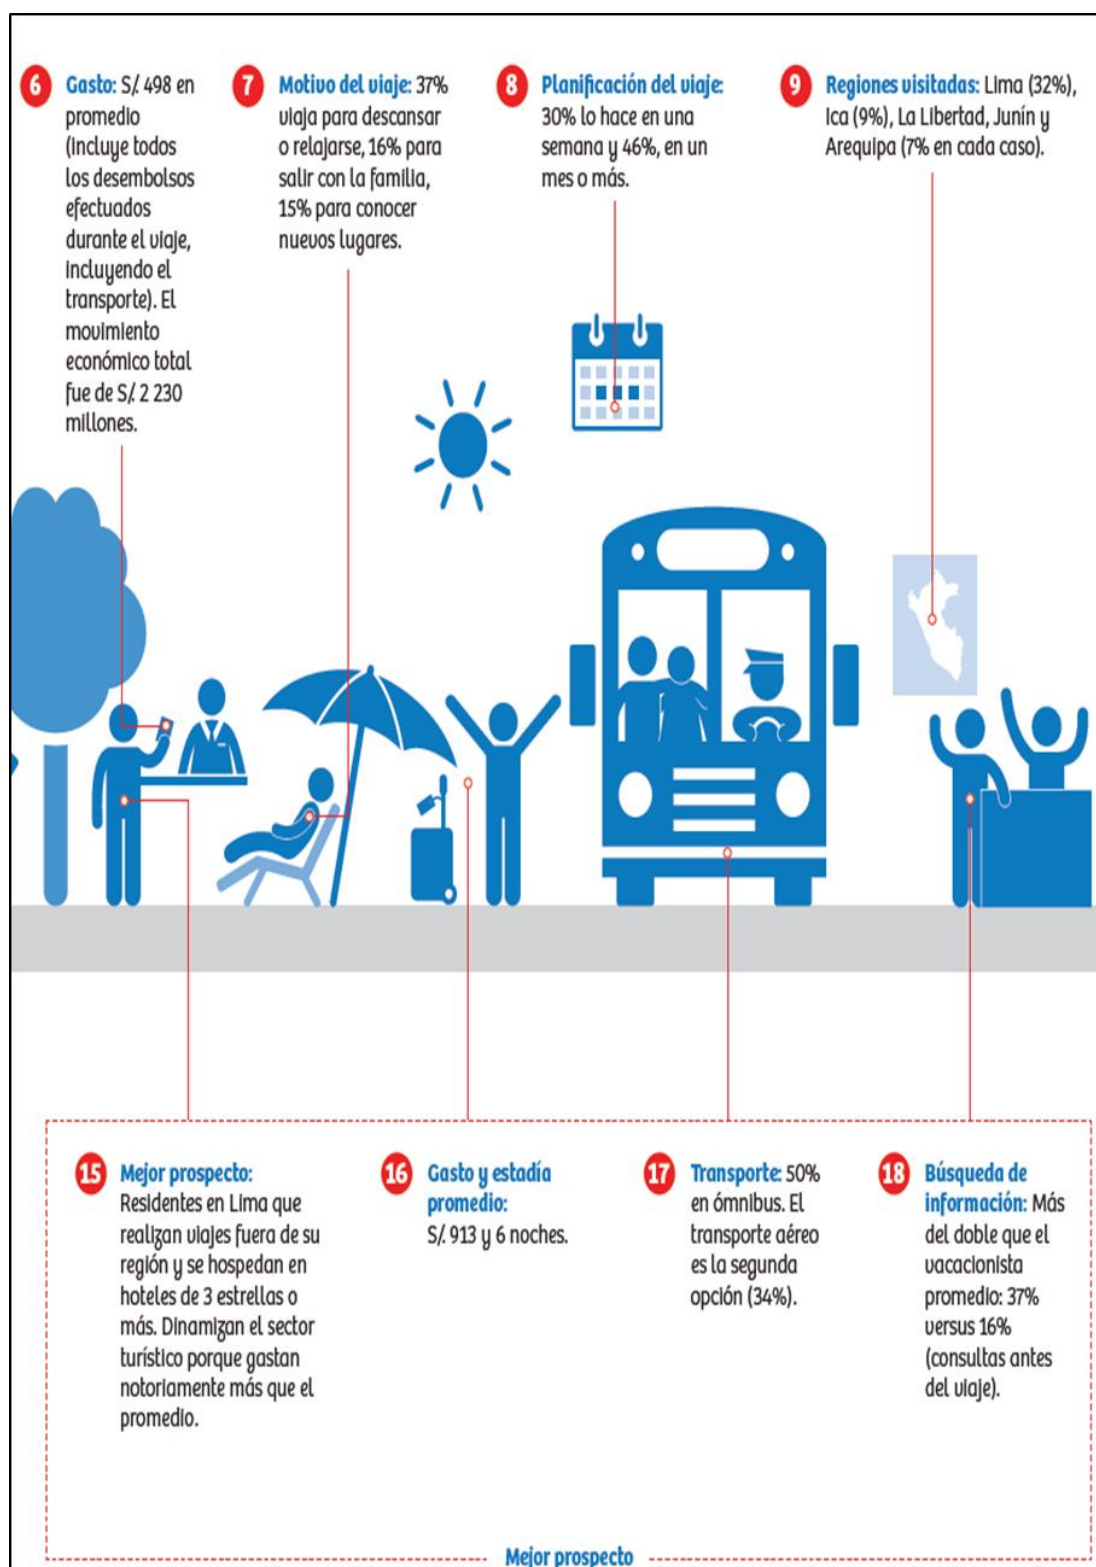 6 Gasto: S/. 498 en
promedio
(incluye todos
los desembolsos
efectuados
durante el viaje,
incluyendo el
transporte). El
movimiento
económico total
fue de S/. 2 230
millones.
7 Motivo del viaje: 37%
viaja para descansar
o relajarse, 16% para
salir con la familia,
15% para conocer
nuevos lugares.
8 Planificación del viaje:
30% lo hace en una
semana y 46%, en un
mes o más.
9 Regiones visitadas: Lima (32%),
Ica (9%), La Libertad, Junín y
Arequipa (7% en cada caso).
15 Mejor prospecto:
Residentes en Lima que
realizan viajes fuera de su
región y se hospedan en
hoteles de 3 estrellas o
más. Dinamizan el sector
turístico porque gastan
notoriamente más que el
promedio.
16 Gasto y estadía
promedio:
S/. 913 y 6 noches.
17 Transporte: 50%
en ómnibus. El
transporte aéreo
es la segunda
opción (34%).
18 Búsqueda de
información: Más
del doble que el
vacacionista
promedio: 37%
versus 16%
(consultas antes
del viaje).
Mejor prospecto